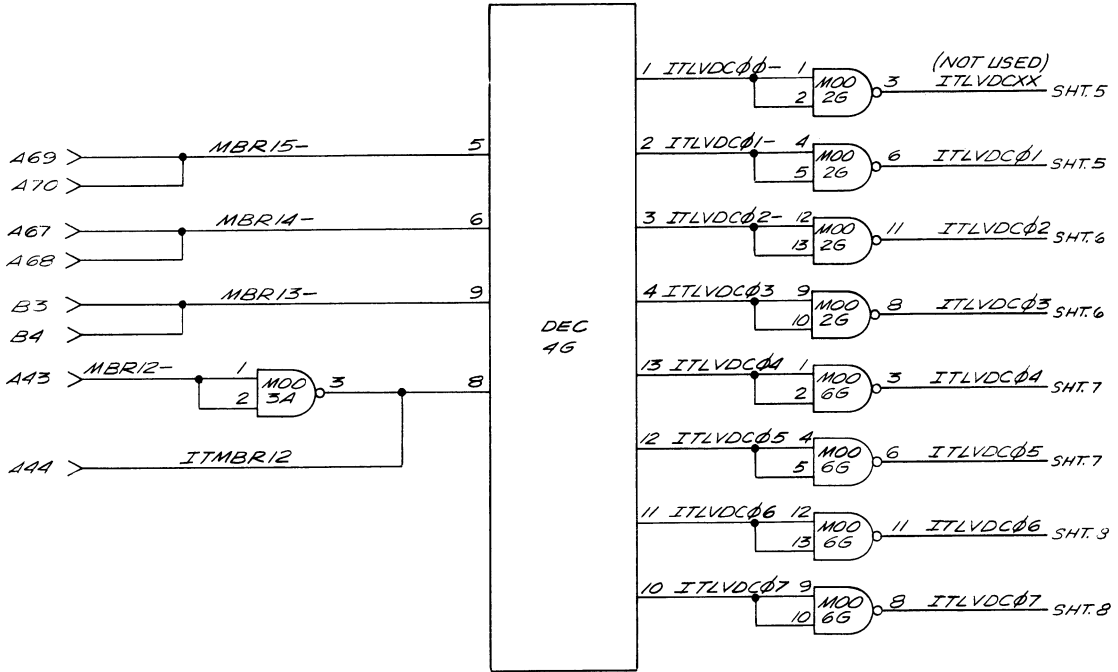 (NOT USED)
1 ITLVDCØØ- 1 MOO 3 ITLVDCXX SHT. 5
2 2G
A69 MBR15- 5 2 ITLVDCØ1- 4 MOO 6 ITLVDCØ1 SHT. 5
A70 5 2G
A67 MBR14- 6 3 ITLVDCØ2- 12 MOO 11 ITLVDCØ2 SHT. 6
A68 13 2G
B3 MBR13- 9 4 ITLVDCØ3 9 MOO 8 ITLVDCØ3 SHT. 6
B4 10 2G
DEC
4G
A43 MBR12- 1 MOO 3 8 13 ITLVDCØ4 1 MOO 3 ITLVDCØ4 SHT. 7
2 3A 2 6G
A44 ITMBR12 12 ITLVDCØ5 4 MOO 6 ITLVDCØ5 SHT. 7
5 6G
11 ITLVDCØ6 12 MOO 11 ITLVDCØ6 SHT. 9
13 6G
10 ITLVDCØ7 9 MOO 8 ITLVDCØ7 SHT. 8
10 6G